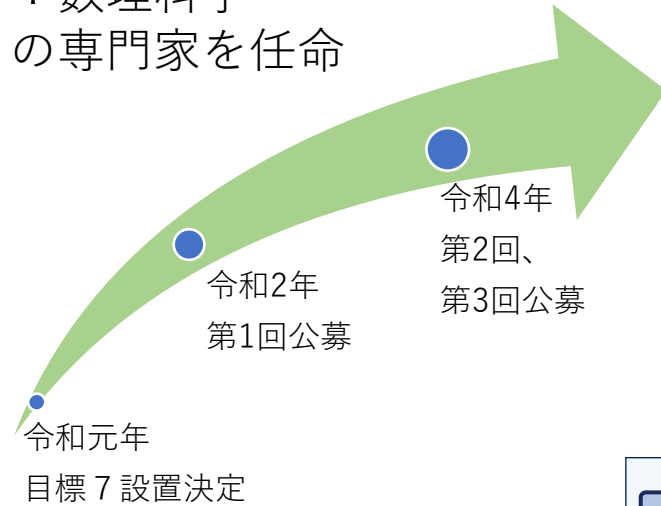 の専門家を任命
令和4年
第2回、
第3回公募
令和2年
第1回公募
令和元年
目標７設置決定